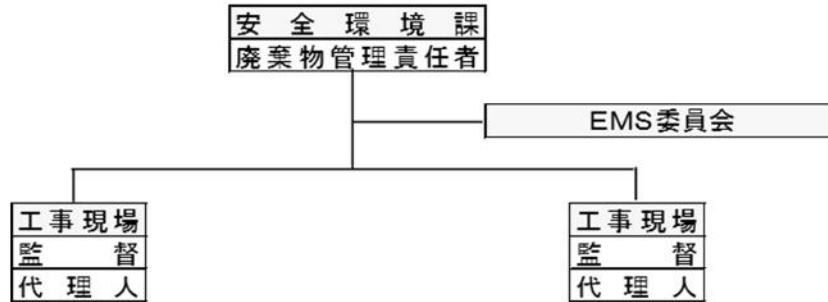 安全環境課
廃棄物管理責任者
EMS委員会
工事現場
監督
代理人
工事現場
監督
代理人